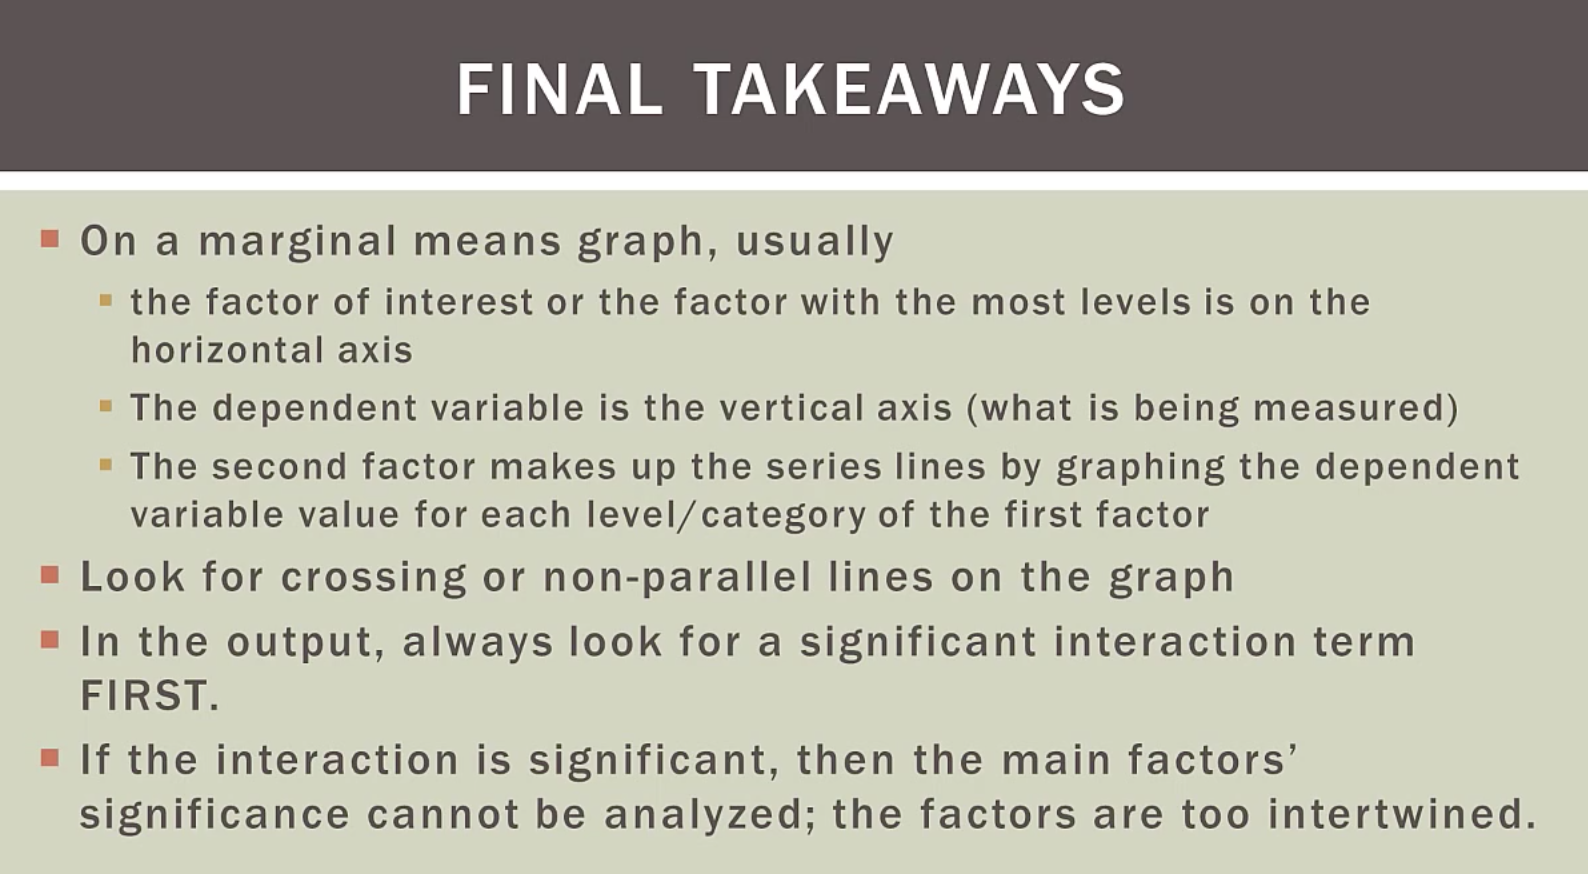 FINAL TAKEAWAYS
On a marginal means graph, usually
the factor of interest or the factor with the most levels is on the
horizontal axis
The dependent variable is the vertical axis (what is being measured)
The second factor makes up the series lines by graphing the dependent
variable value for each level/category of the first factor
Look for crossing or non-parallel lines on the graph
In the output, always look for a significant interaction term
FIRST.
If the interaction is significant, then the main factors’
significance cannot be analyzed; the factors are too intertwined.